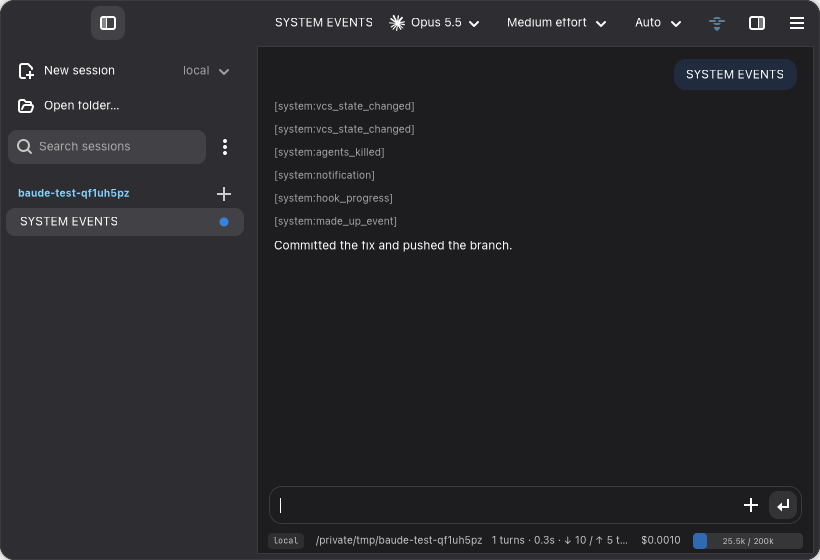 SYSTEM EVENTS
Opus 5.5
Medium effort
Auto
New session
local
Open folder...
Search sessions
baude-test-qf1uh5pz
SYSTEM EVENTS
SYSTEM EVENTS
[system:vcs_state_changed]
[system:vcs_state_changed]
[system:agents_killed]
[system:notification]
[system:hook_progress]
[system:made_up_event]
Committed the fix and pushed the branch.
local
/private/tmp/baude-test-qf1uh5pz
1 turns · 0.3s · ↓ 10 / ↑ 5 t...
$0.0010
25.5k / 200k